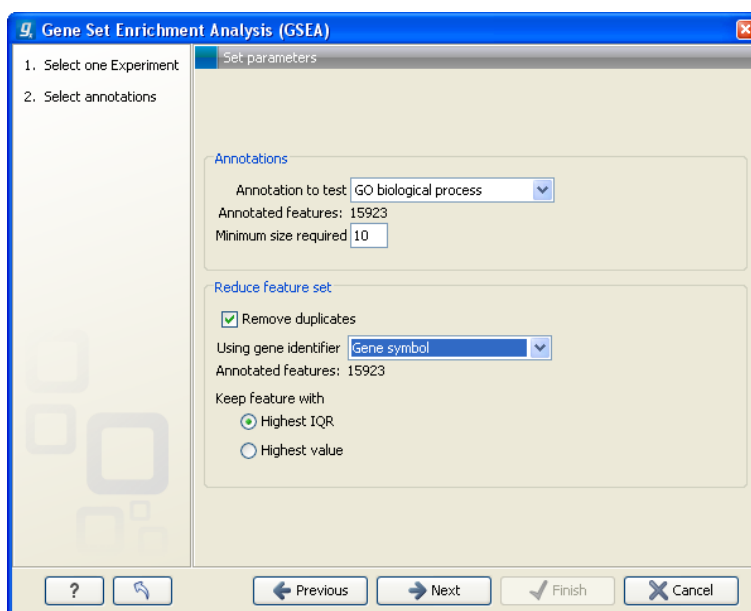 Gene Set Enrichment Analysis (GSEA)
1. Select one Experiment
2. Select annotations
Set parameters
Annotations
Annotation to test GO biological process
Annotated features: 15923
Minimum size required 10
Reduce feature set
Remove duplicates
Using gene identifier Gene symbol
Annotated features: 15923
Keep feature with
Highest IQR
Highest value
? Previous Next Finish Cancel